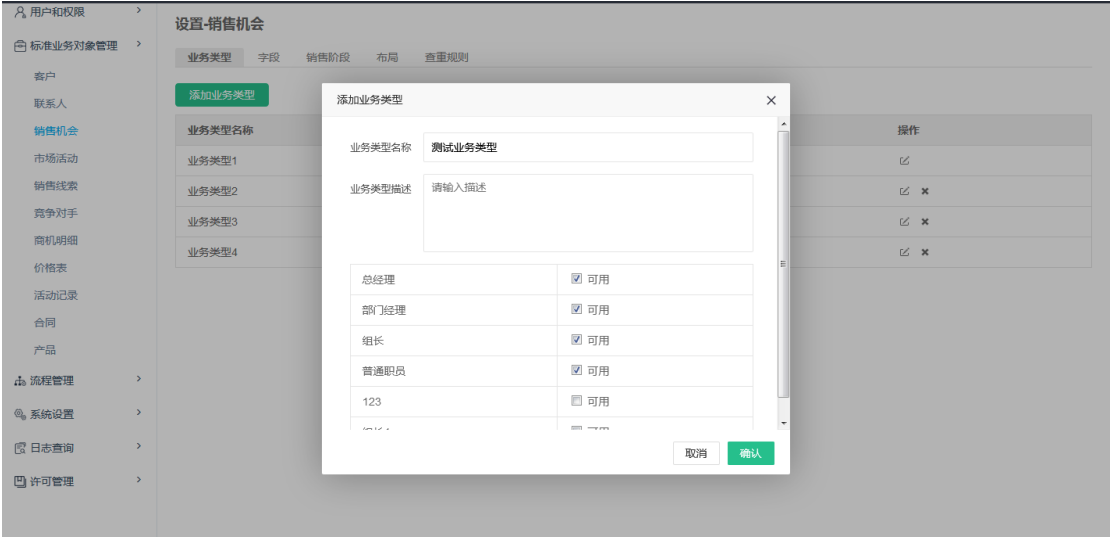 用户和权限
标准业务对象管理
客户
联系人
销售机会
市场活动
销售线索
竞争对手
商机明细
价格表
活动记录
合同
产品
流程管理
系统设置
日志查询
许可管理
设置-销售机会
业务类型 字段 销售阶段 布局 查重规则
添加业务类型
业务类型名称 操作
业务类型1
业务类型2
业务类型3
业务类型4
添加业务类型
业务类型名称 测试业务类型
业务类型描述 请输入描述
总经理 可用
部门经理 可用
组长 可用
普通职员 可用
123 可用
取消 确认